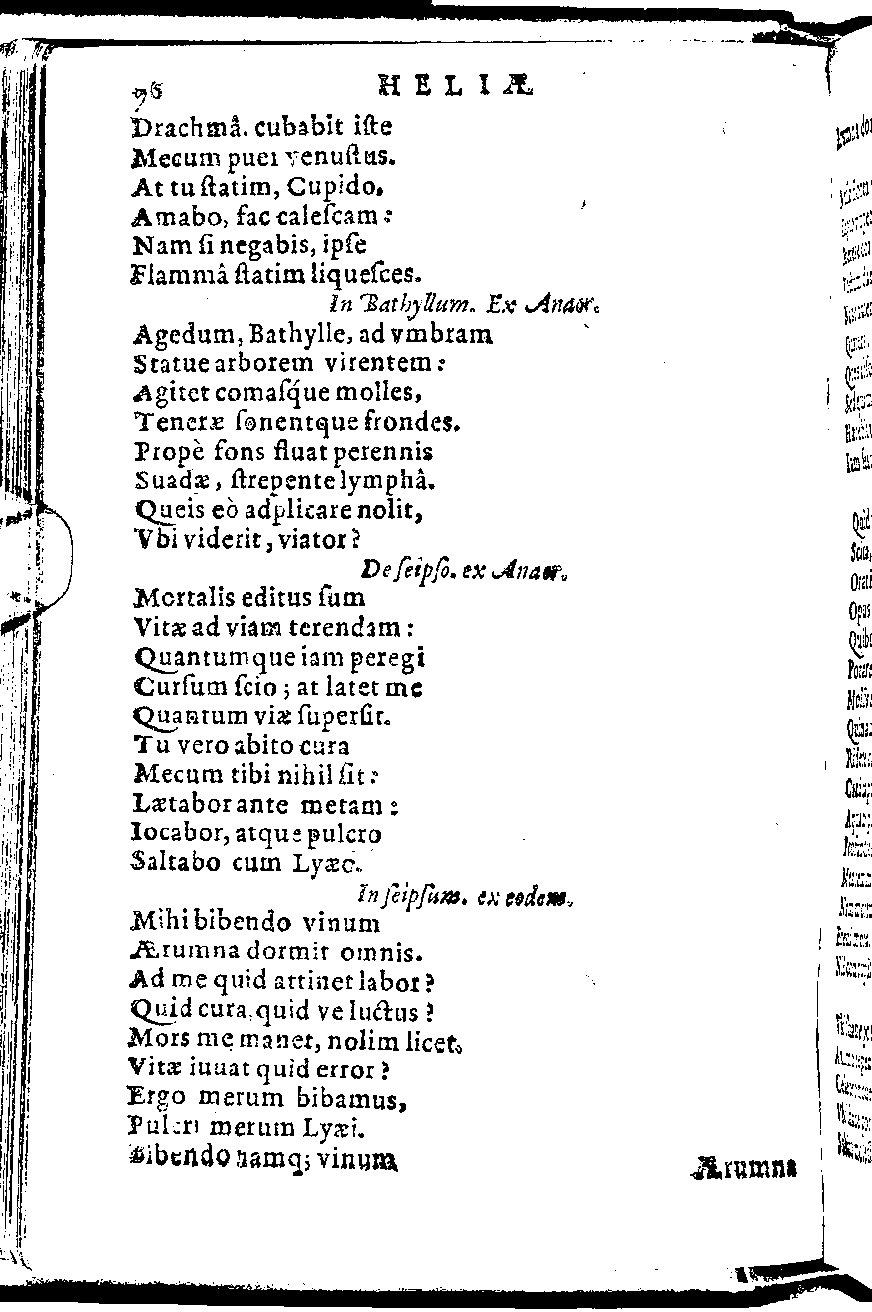 96 HELIÆ
Drachmâ. cubabit iſte
Mecum puer venuſtus.
At tu ſtatim, Cupido,
Amabo, fac caleſcam:
Nam ſi negabis, ipſe
Flammâ ſtatim liqueſces.
In Bathyllum. Ex Anacr.
Agedum, Bathylle, ad vmbram
Statue arborem virentem:
Agitet comaſq́ue molles,
Teneræ ſonentque frondes.
Propè fons fluat perennis
Suadæ, ſtrepente lymphâ.
Queis eò adplicare nolit,
Vbi viderit, viator?
De ſeipſo. ex Anacr.
Mortalis editus ſum
Vitæ ad viam terendam:
Quantumque iam peregi
Curſum ſcio; at latet me
Quantum viæ ſuperſit.
Tu vero abito cura
Mecum tibi nihil ſit:
Lætabor ante metam:
Iocabor, atque pulcro
Saltabo cum Lyæo.
In ſeipſum. ex eodem.
Mihi bibendo vinum
Ærumna dormit omnis.
Ad me quid attinet labor?
Quid cura, quid ve luctus?
Mors me manet, nolim licet.
Vitæ iuuat quid error?
Ergo merum bibamus,
Pulcri merum Lyæi.
Bibendo namq; vinum
Ærumna